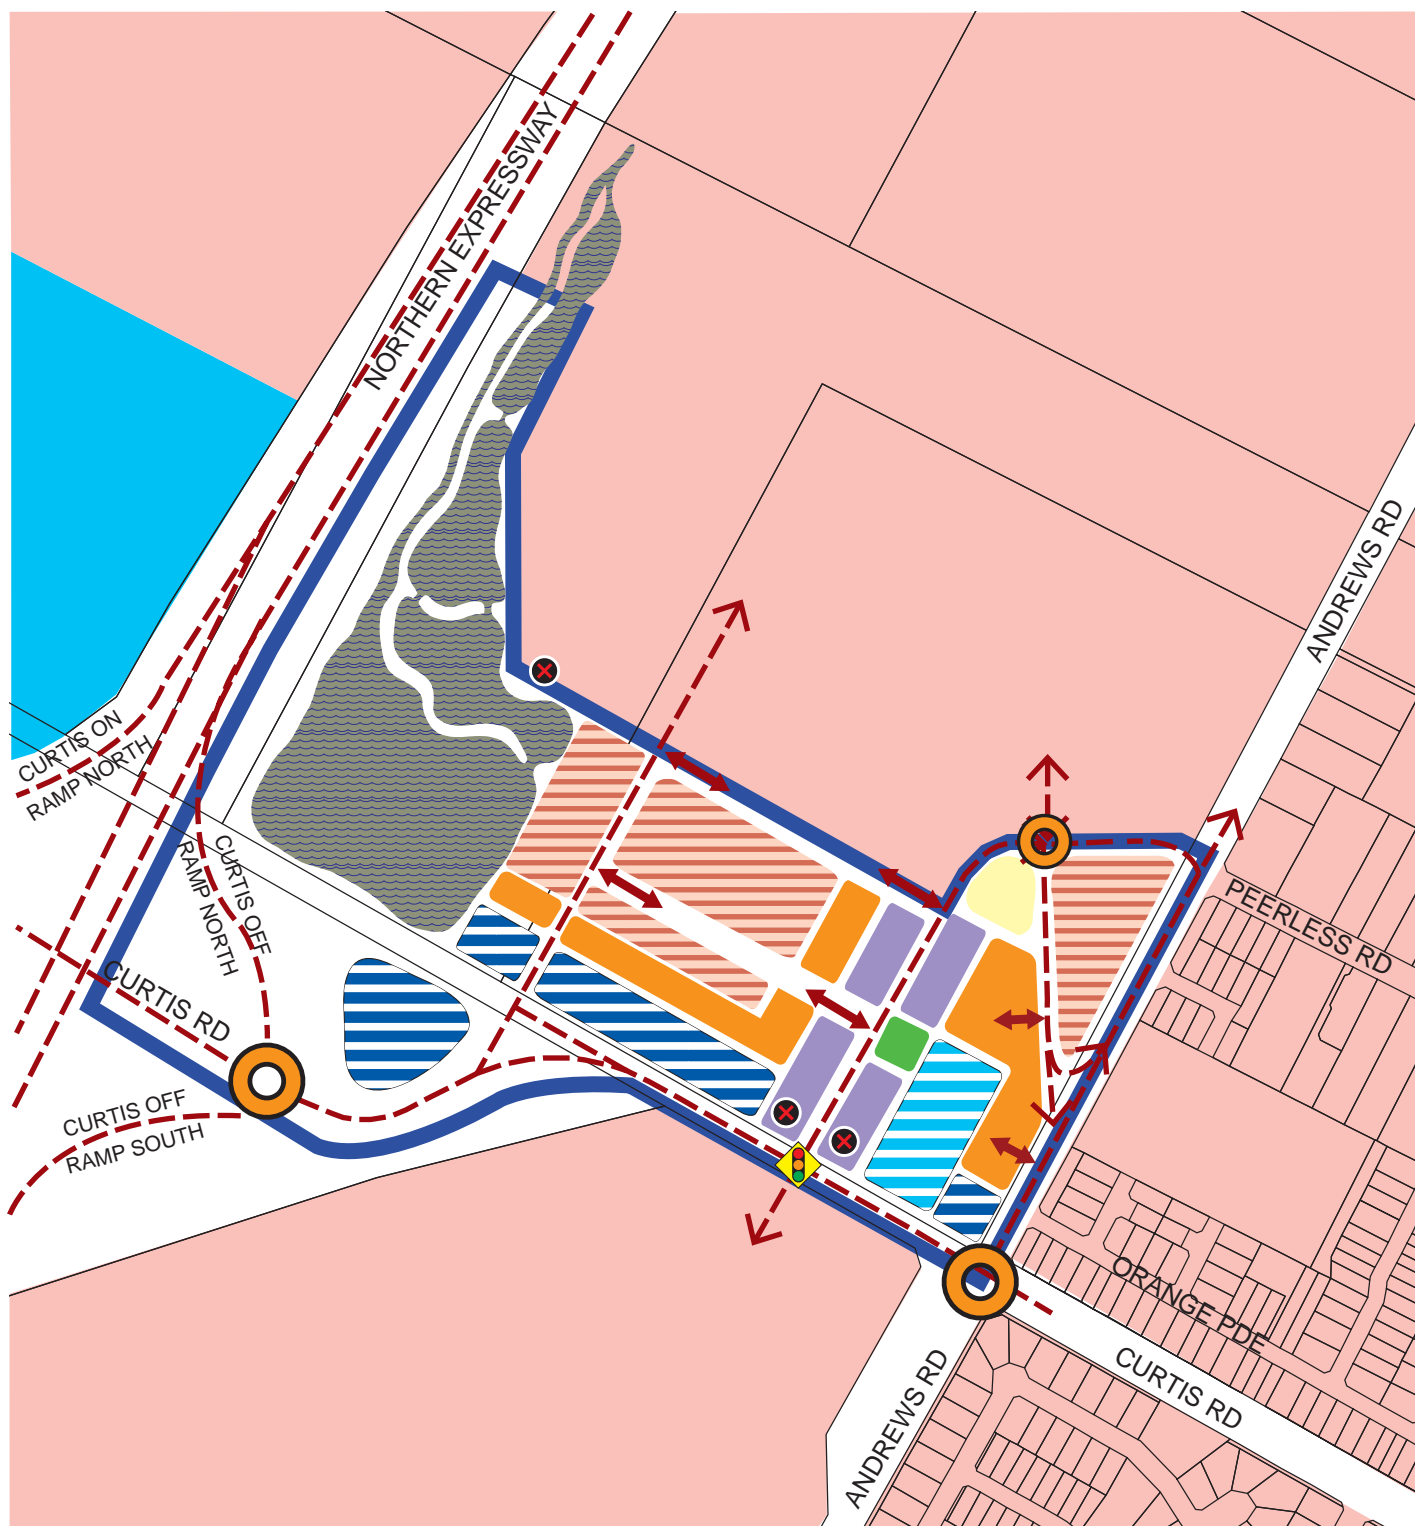 NORTHERN EXPRESSWAY
ANDREWS RD
CURTIS ON
RAMP NORTH
CURTIS OFF
RAMP NORTH
PEERLESS RD
CURTIS RD
CURTIS OFF
RAMP SOUTH
ORANGE PDE
CURTIS RD
ANDREWS RD